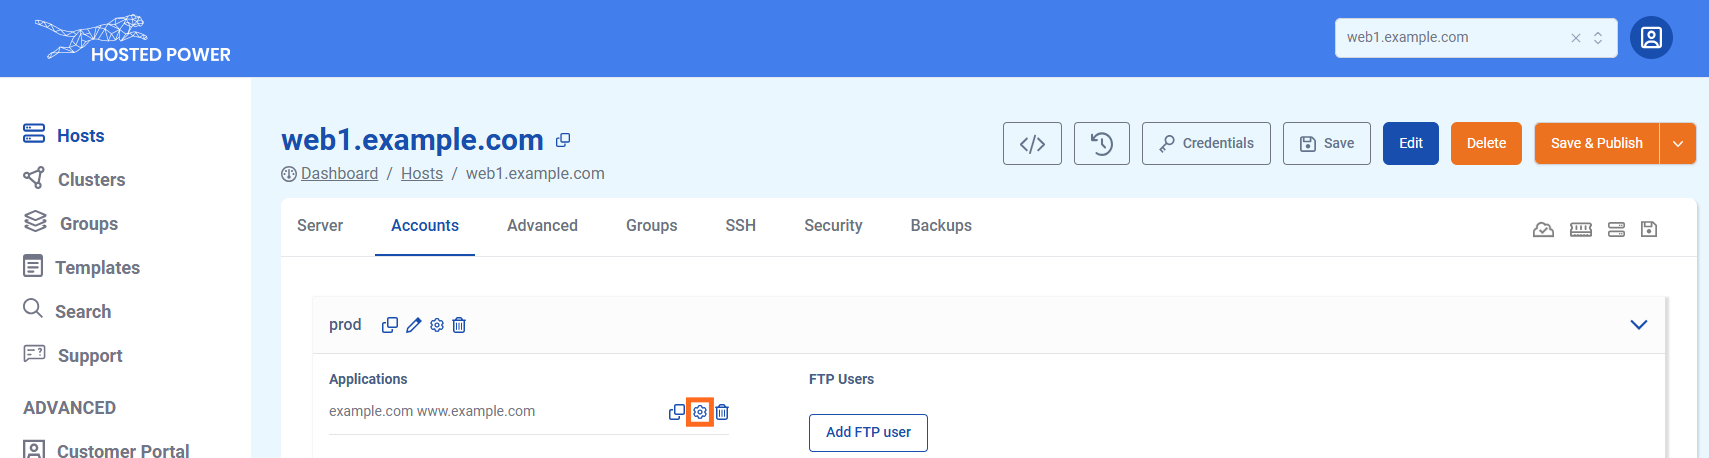 HOSTED POWER
web1.example.com
Hosts
Clusters
Groups
Templates
Search
Support
ADVANCED
Customer Portal
web1.example.com
Credentials
Save
Edit
Delete
Save & Publish
Dashboard / Hosts / web1.example.com
Server Accounts Advanced Groups SSH Security Backups
prod
Applications
example.com www.example.com
FTP Users
Add FTP user